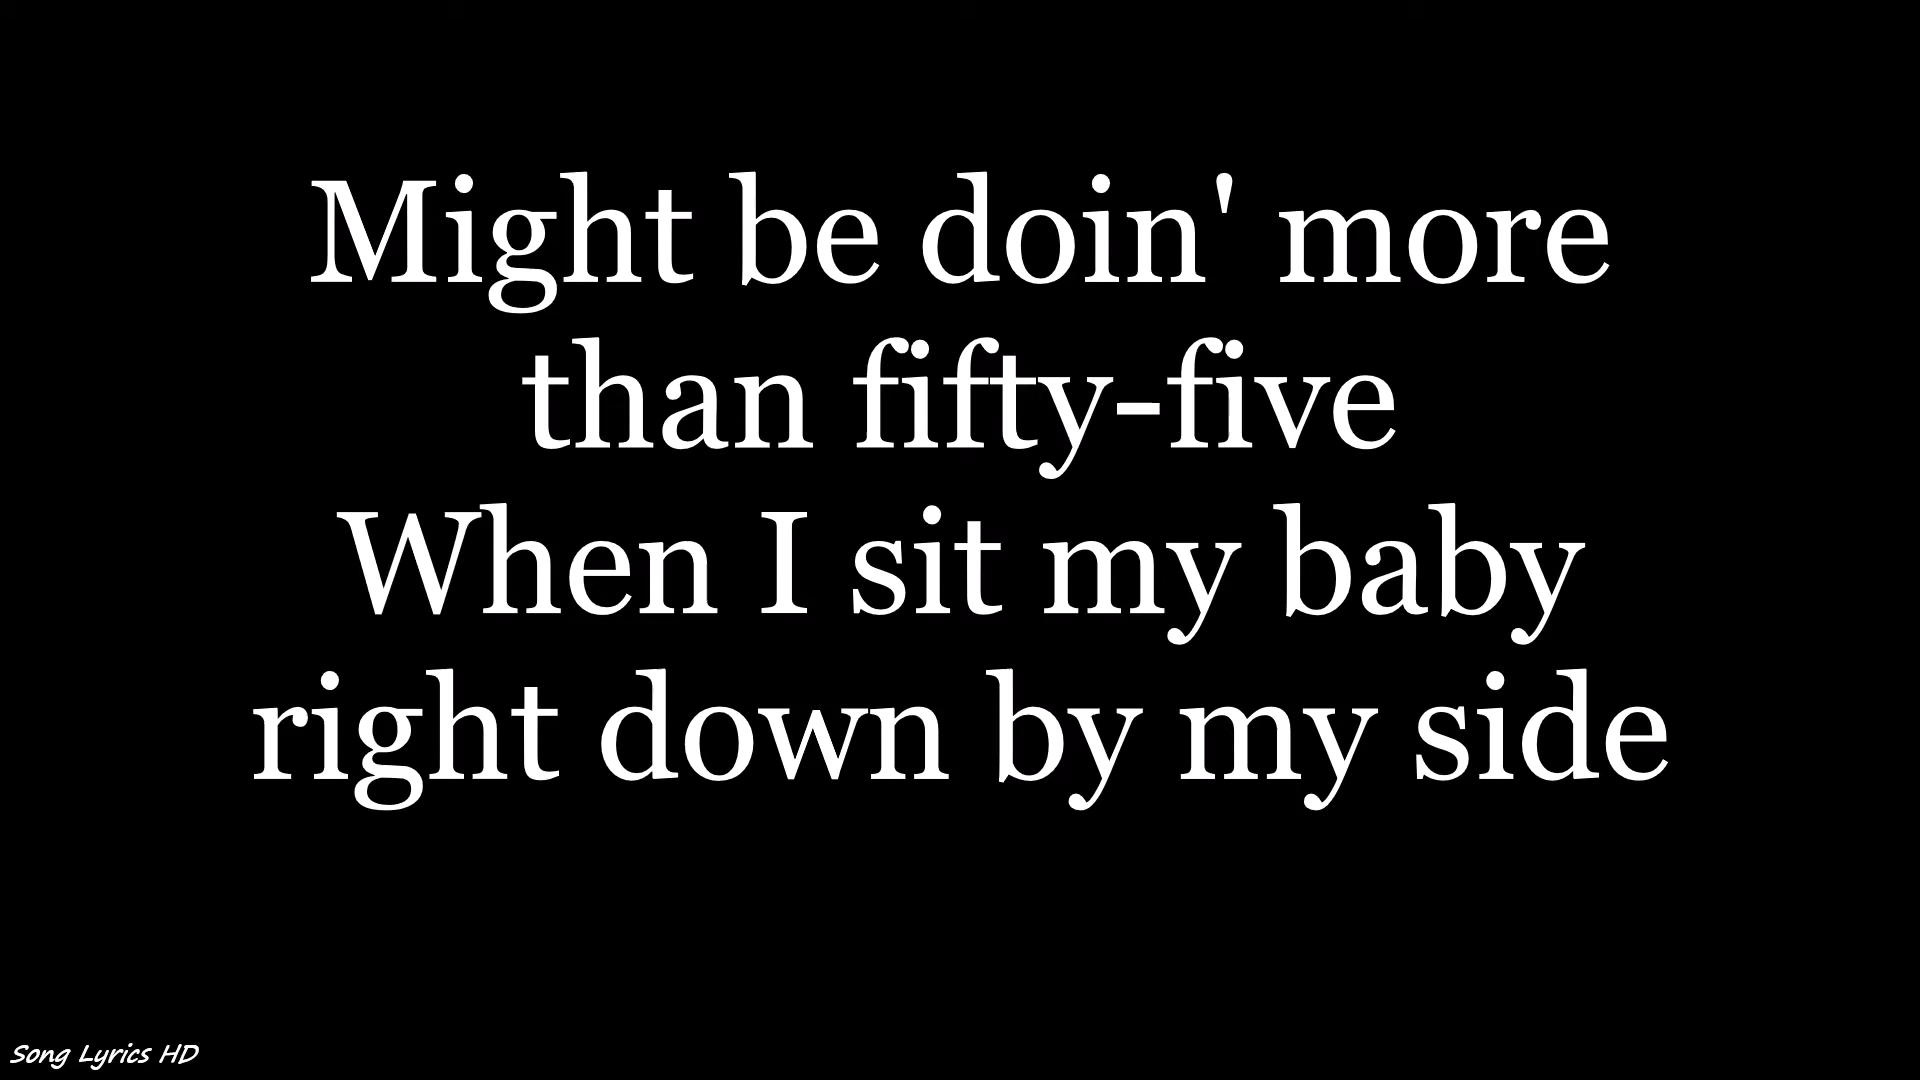 Might be doin' more
than fifty-five
When I sit my baby
right down by my side
Song Lyrics HD